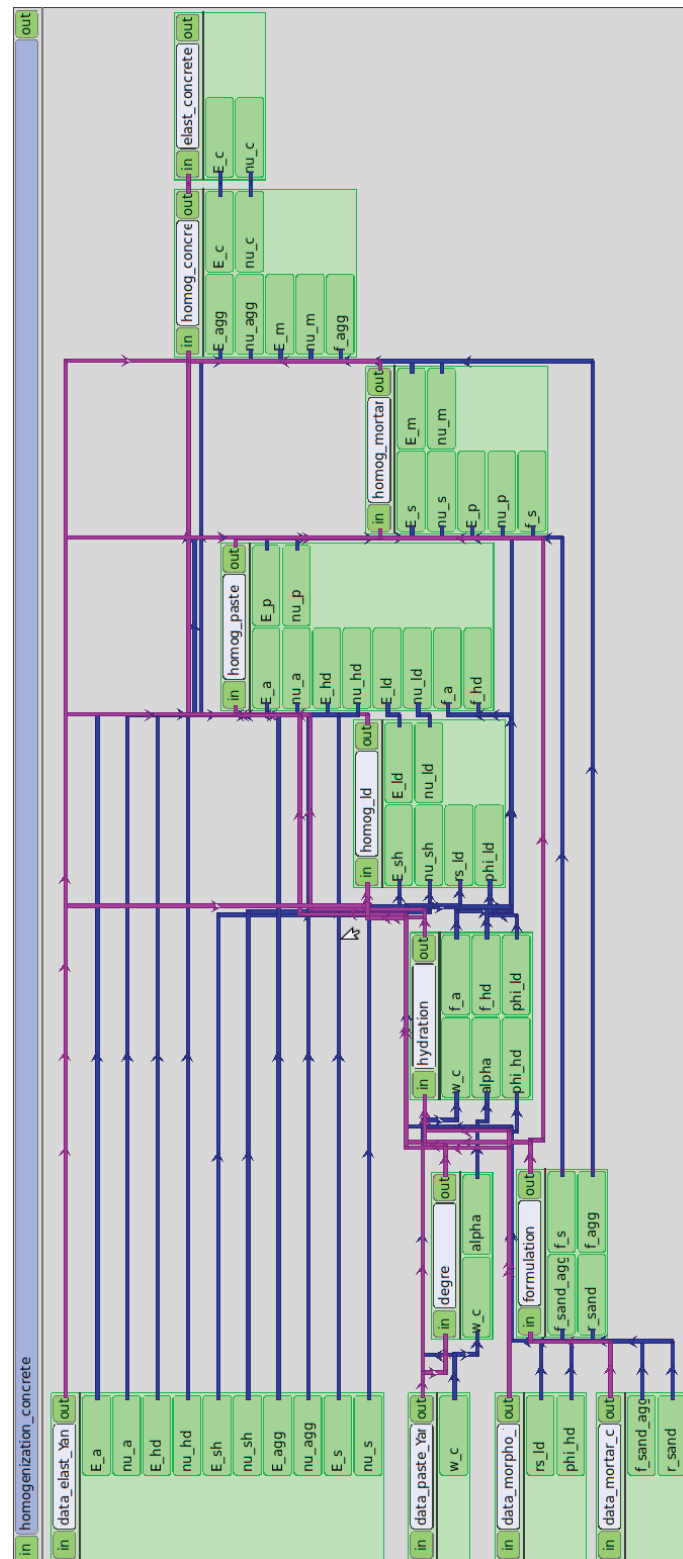 in homogenization_concrete out
in data_elast_Yan out
E_a
nu_a
E_hd
nu_hd
E_sh
nu_sh
E_agg
nu_agg
E_s
nu_s
in data_paste_Yan out
w_c
in data_morpho_ out
rs_ld
phi_hd
in data_mortar_c out
f_sand_agg
r_sand
in degre out
w_c alpha
in formulation out
f_sand_agg f_s
r_sand f_agg
in hydration out
w_c f_a
alpha f_hd
phi_hd phi_ld
in homog_ld out
E_sh E_ld
nu_sh nu_ld
rs_ld
phi_ld
in homog_paste out
E_a E_p
nu_a nu_p
E_hd
nu_hd
E_ld
nu_ld
f_a
f_hd
in homog_mortar out
E_s E_m
nu_s nu_m
E_p
nu_p
f_s
in homog_concre out
E_agg E_c
nu_agg nu_c
E_m
nu_m
f_agg
in elast_concrete out
E_c
nu_c